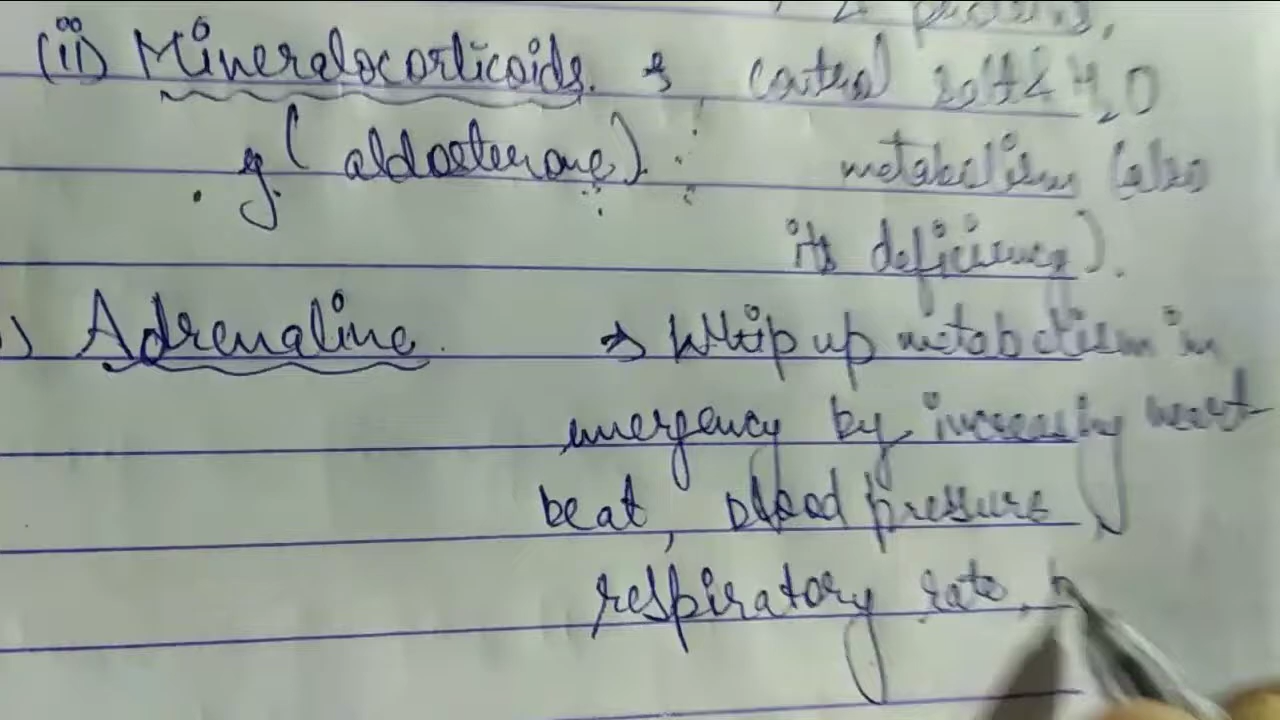 & proteins,
(ii) Mineralocorticoids. → control salt & H2O
eg (aldosterone). metabolism (also
its deficiency).
) Adrenaline → Whip up metabolism in
emergency by increasing heart
beat, blood pressure
respiratory rate,